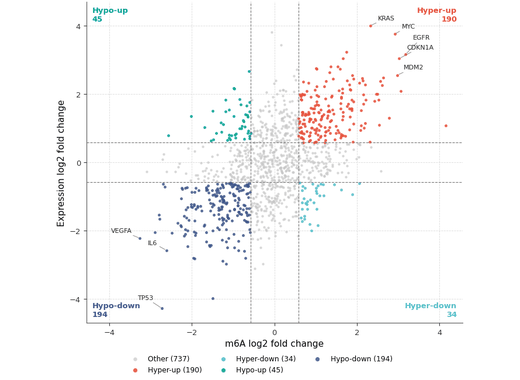 Hypo-up
45
Hyper-up
190
KRAS
MYC
EGFR
CDKN1A
MDM2
VEGFA
IL6
TP53
Hypo-down
194
Hyper-down
34
4
2
0
−2
−4
−4
−2
0
2
4
Expression log2 fold change
m6A log2 fold change
Other (737)
Hyper-down (34)
Hypo-down (194)
Hyper-up (190)
Hypo-up (45)